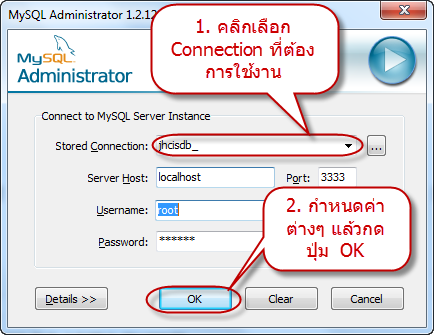 MySQL Administrator 1.2.12
MySQL
Administrator
1. คลิกเลือก
Connection ที่ต้อง
การใช้งาน
Connect to MySQL Server Instance
Stored Connection: jhcisdb_ ...
Server Host: localhost Port: 3333
Username: root
Password: ******
2. กำหนดค่า
ต่างๆ แล้วกด
ปุ่ม OK
Details >> OK Clear Cancel